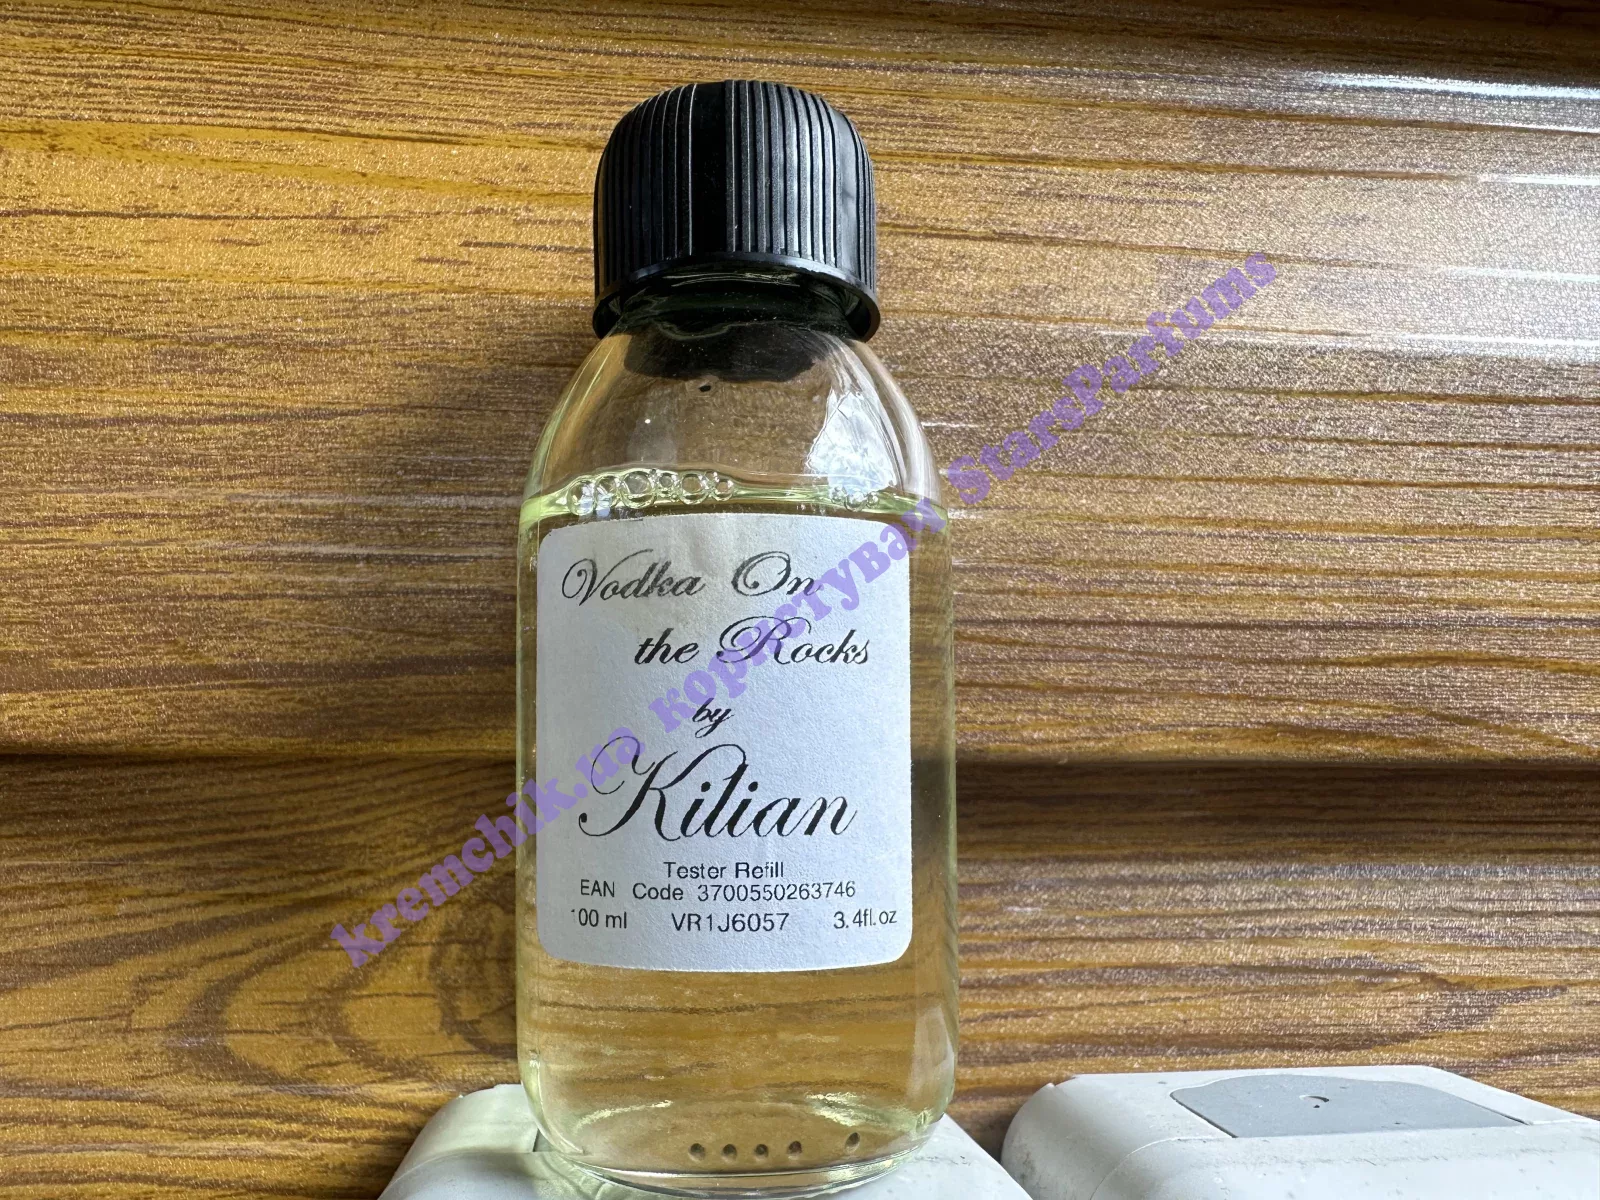 Vodka On
the Rocks
by
Kilian
Tester Refill
EAN Code 3700550263746
100 ml VR1J6057 3.4fl.oz
kremchik.ua користуВау StarsParfums